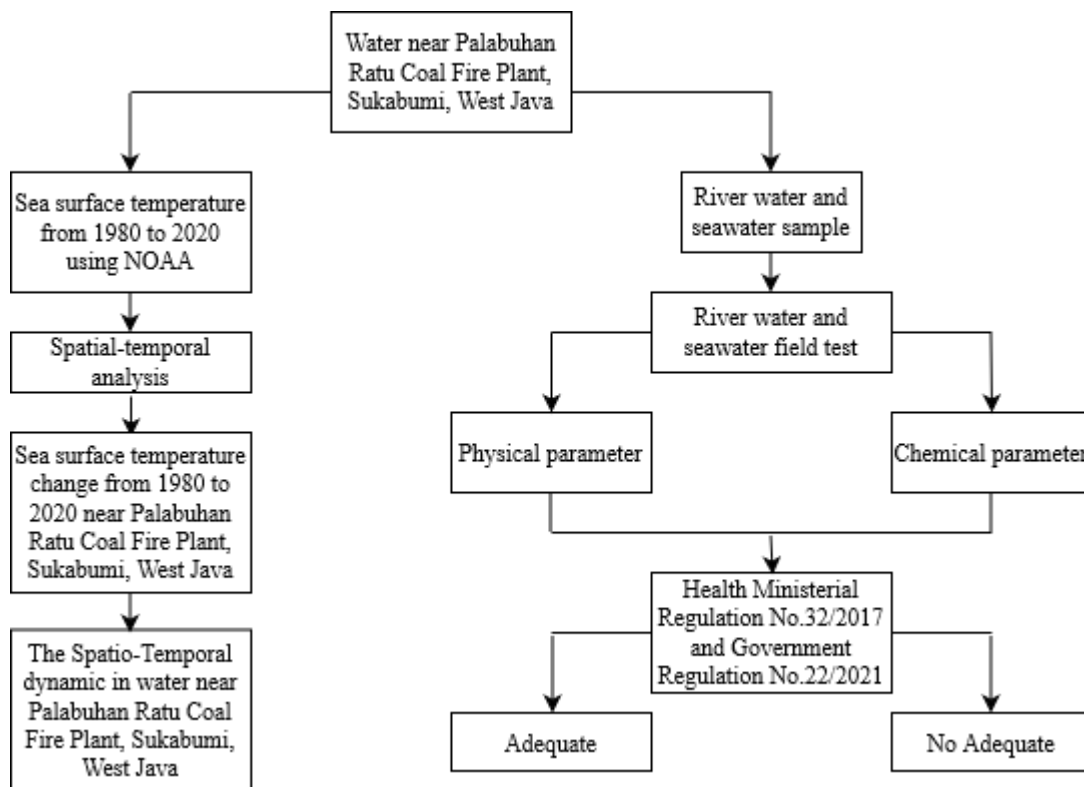 Water near Palabuhan
Ratu Coal Fire Plant,
Sukabumi, West Java
Sea surface temperature
from 1980 to 2020
using NOAA
Spatial-temporal
analysis
Sea surface temperature
change from 1980 to
2020 near Palabuhan
Ratu Coal Fire Plant,
Sukabumi, West Java
The Spatio-Temporal
dynamic in water near
Palabuhan Ratu Coal
Fire Plant, Sukabumi,
West Java
River water and
seawater sample
River water and
seawater field test
Physical parameter
Chemical parameter
Health Ministerial
Regulation No.32/2017
and Government
Regulation No.22/2021
Adequate
No Adequate